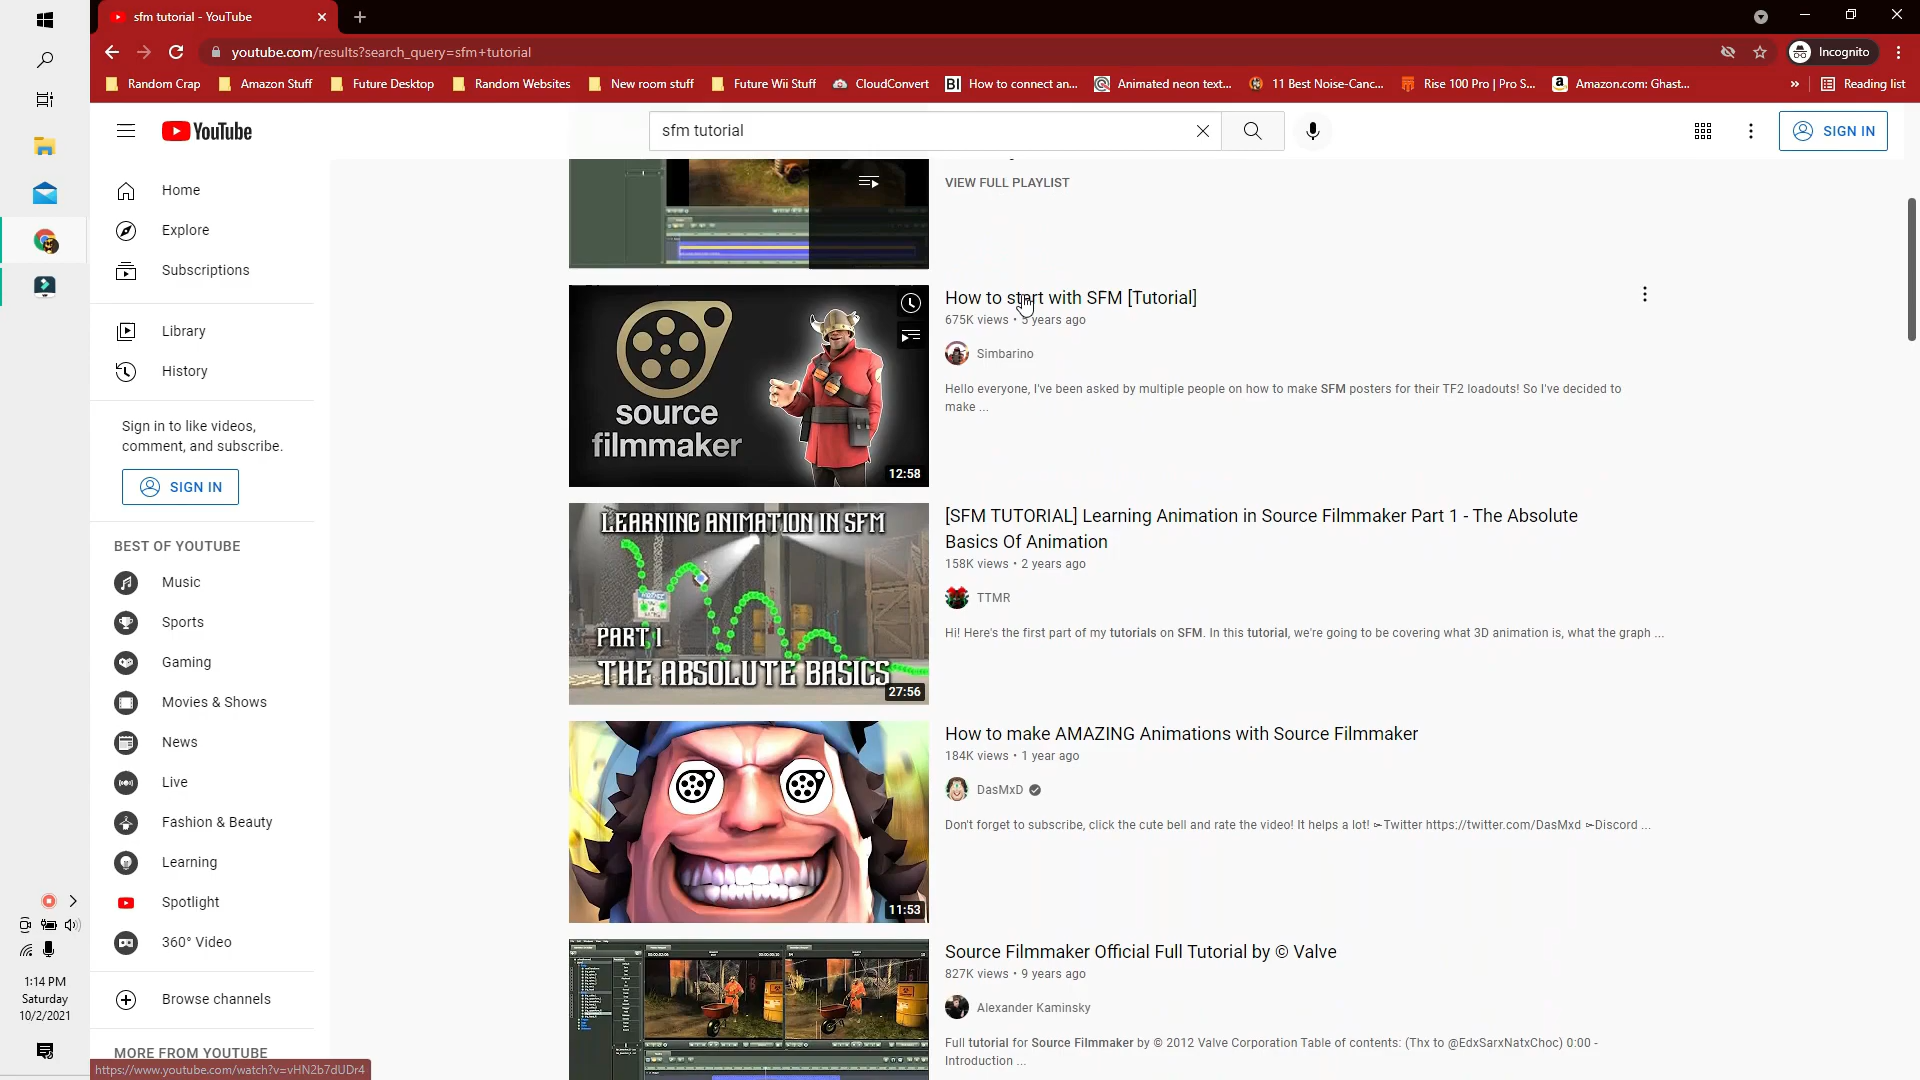 sfm tutorial - YouTube
youtube.com/results?search_query=sfm+tutorial
Incognito
Random Crap
Amazon Stuff
Future Desktop
Random Websites
New room stuff
Future Wii Stuff
CloudConvert
BI How to connect an...
Animated neon text...
11 Best Noise-Canc...
Rise 100 Pro | Pro S...
Amazon.com: Ghast...
»
Reading list
YouTube
sfm tutorial
SIGN IN
Home
Explore
Subscriptions
Library
History
Sign in to like videos,
comment, and subscribe.
SIGN IN
BEST OF YOUTUBE
Music
Sports
Gaming
Movies & Shows
News
Live
Fashion & Beauty
Learning
Spotlight
360° Video
Browse channels
MORE FROM YOUTUBE
https://www.youtube.com/watch?v=vHN2b7dUDr4
1:14 PM
Saturday
10/2/2021
VIEW FULL PLAYLIST
source
filmmaker
12:58
How to start with SFM [Tutorial]
675K views • 5 years ago
Simbarino
Hello everyone, I've been asked by multiple people on how to make SFM posters for their TF2 loadouts! So I've decided to
make ...
LEARNING ANIMATION IN SFM
PART 1
THE ABSOLUTE BASICS
27:56
[SFM TUTORIAL] Learning Animation in Source Filmmaker Part 1 - The Absolute
Basics Of Animation
158K views • 2 years ago
TTMR
Hi! Here's the first part of my tutorials on SFM. In this tutorial, we're going to be covering what 3D animation is, what the graph ...
11:53
How to make AMAZING Animations with Source Filmmaker
184K views • 1 year ago
DasMxD
Don't forget to subscribe, click the cute bell and rate the video! It helps a lot! ➳Twitter https://twitter.com/DasMxd ➳Discord ...
Source Filmmaker Official Full Tutorial by © Valve
827K views • 9 years ago
Alexander Kaminsky
Full tutorial for Source Filmmaker by © 2012 Valve Corporation Table of contents: (Thx to @EdxSarxNatxChoc) 0:00 -
Introduction ...